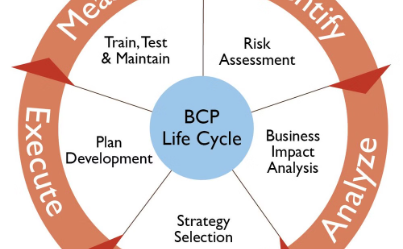 Train, Test
& Maintain
Risk
Assessment
BCP
Life Cycle
Plan
Development
Business
Impact
Analysis
Strategy
Selection
Execute
Analyze